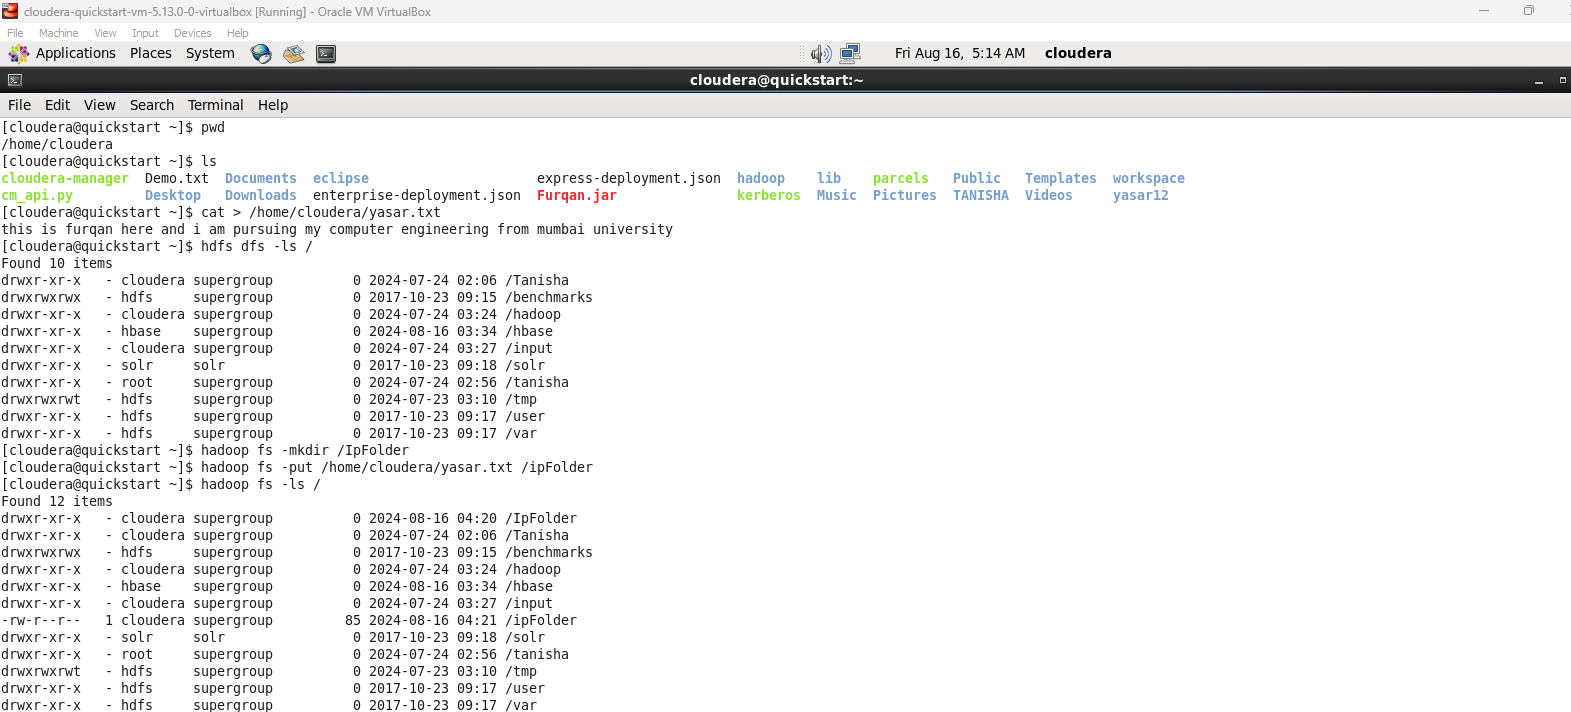 cloudera-quickstart-vm-5.13.0-0-virtualbox [Running] - Oracle VM VirtualBox
File Machine View Input Devices Help
Applications Places System Fri Aug 16, 5:14 AM cloudera
cloudera@quickstart:~
File Edit View Search Terminal Help
[cloudera@quickstart ~]$ pwd
/home/cloudera
[cloudera@quickstart ~]$ ls
cloudera-manager  Demo.txt  Documents  eclipse                     express-deployment.json  hadoop    lib    parcels   Public   Templates  workspace
cm_api.py         Desktop   Downloads  enterprise-deployment.json  Furqan.jar               kerberos  Music  Pictures  TANISHA  Videos     yasar12
[cloudera@quickstart ~]$ cat > /home/cloudera/yasar.txt
this is furqan here and i am pursuing my computer engineering from mumbai university
[cloudera@quickstart ~]$ hdfs dfs -ls /
Found 10 items
drwxr-xr-x   - cloudera supergroup          0 2024-07-24 02:06 /Tanisha
drwxrwxrwx   - hdfs     supergroup          0 2017-10-23 09:15 /benchmarks
drwxr-xr-x   - cloudera supergroup          0 2024-07-24 03:24 /hadoop
drwxr-xr-x   - hbase    supergroup          0 2024-08-16 03:34 /hbase
drwxr-xr-x   - cloudera supergroup          0 2024-07-24 03:27 /input
drwxr-xr-x   - solr     solr                0 2017-10-23 09:18 /solr
drwxr-xr-x   - root     supergroup          0 2024-07-24 02:56 /tanisha
drwxrwxrwt   - hdfs     supergroup          0 2024-07-23 03:10 /tmp
drwxr-xr-x   - hdfs     supergroup          0 2017-10-23 09:17 /user
drwxr-xr-x   - hdfs     supergroup          0 2017-10-23 09:17 /var
[cloudera@quickstart ~]$ hadoop fs -mkdir /IpFolder
[cloudera@quickstart ~]$ hadoop fs -put /home/cloudera/yasar.txt /ipFolder
[cloudera@quickstart ~]$ hadoop fs -ls /
Found 12 items
drwxr-xr-x   - cloudera supergroup          0 2024-08-16 04:20 /IpFolder
drwxr-xr-x   - cloudera supergroup          0 2024-07-24 02:06 /Tanisha
drwxrwxrwx   - hdfs     supergroup          0 2017-10-23 09:15 /benchmarks
drwxr-xr-x   - cloudera supergroup          0 2024-07-24 03:24 /hadoop
drwxr-xr-x   - hbase    supergroup          0 2024-08-16 03:34 /hbase
drwxr-xr-x   - cloudera supergroup          0 2024-07-24 03:27 /input
-rw-r--r--   1 cloudera supergroup         85 2024-08-16 04:21 /ipFolder
drwxr-xr-x   - solr     solr                0 2017-10-23 09:18 /solr
drwxr-xr-x   - root     supergroup          0 2024-07-24 02:56 /tanisha
drwxrwxrwt   - hdfs     supergroup          0 2024-07-23 03:10 /tmp
drwxr-xr-x   - hdfs     supergroup          0 2017-10-23 09:17 /user
drwxr-xr-x   - hdfs     supergroup          0 2017-10-23 09:17 /var